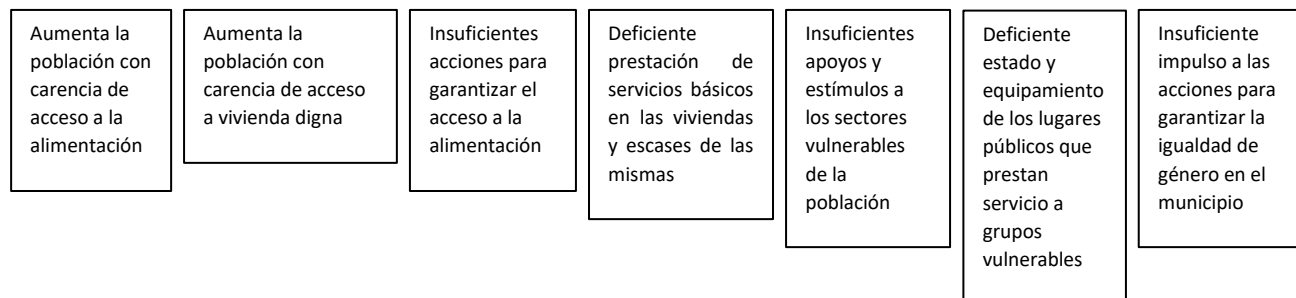 Aumenta la
población con
carencia de
acceso a la
alimentación
Aumenta la
población con
carencia de acceso
a vivienda digna
Insuficientes
acciones para
garantizar el
acceso a la
alimentación
Deficiente
prestación de
servicios básicos
en las viviendas
y escases de las
mismas
Insuficientes
apoyos y
estímulos a
los sectores
vulnerables
de la
población
Deficiente
estado y
equipamiento
de los lugares
públicos que
prestan
servicio a
grupos
vulnerables
Insuficiente
impulso a las
acciones para
garantizar la
igualdad de
género en el
municipio